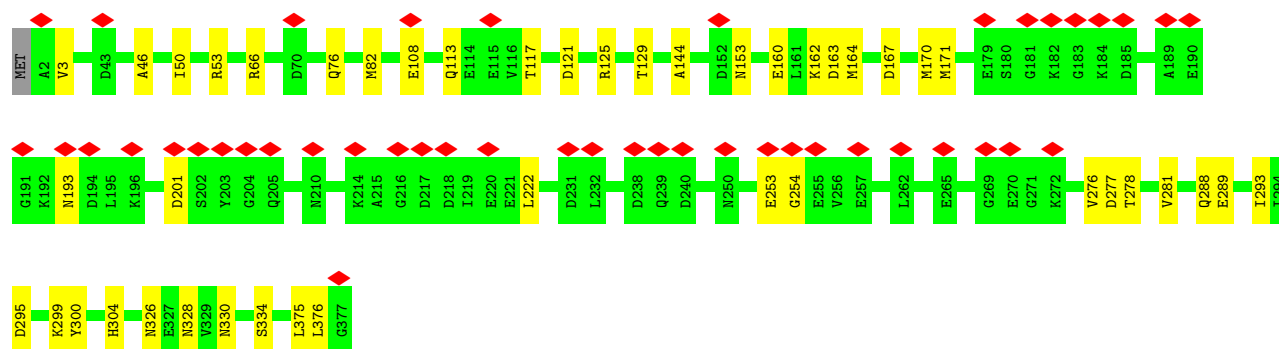 MET A2 V3 D43 A46 I50 R53 R66 D70 Q76 M82 E108 Q113 E114 E115 V116 T117 D121 R125 T129 A144 D152 N153 E160 L161 K162 D163 M164 D167 M170 M171 E179 S180 G181 K182 G183 K184 D185 A189 E190
G191 K192 N193 D194 L195 K196 D201 S202 Y203 G204 Q205 N210 K214 A215 G216 D217 D218 I219 E220 E221 L222 D231 L232 D238 Q239 D240 N250 E253 G254 E255 V256 E257 L262 E265 G269 E270 G271 K272 V276 D277 T278 V281 Q288 E289 I293 I294
D295 K299 Y300 H304 N326 E327 N328 V329 N330 S334 L375 L376 G377